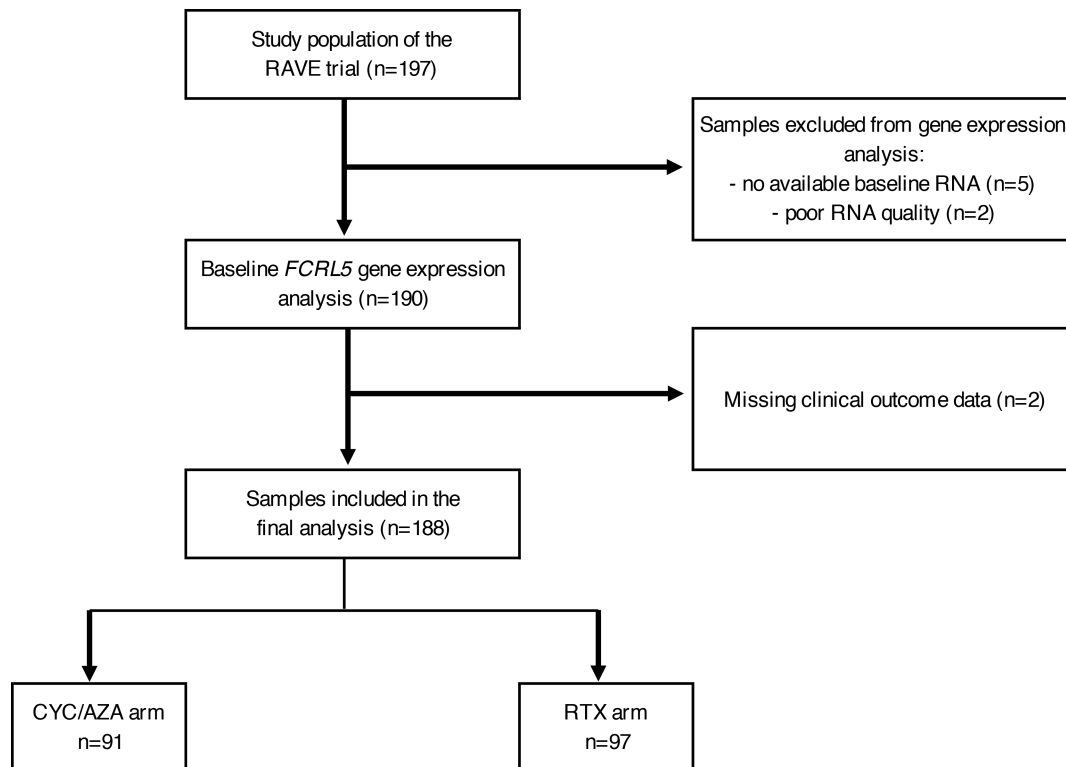 Study population of the
RAVE trial (n=197)
Samples excluded from gene expression
analysis:
- no available baseline RNA (n=5)
- poor RNA quality (n=2)
Baseline FCRL5 gene expression
analysis (n=190)
Missing clinical outcome data (n=2)
Samples included in the
final analysis (n=188)
CYC/AZA arm
n=91
RTX arm
n=97